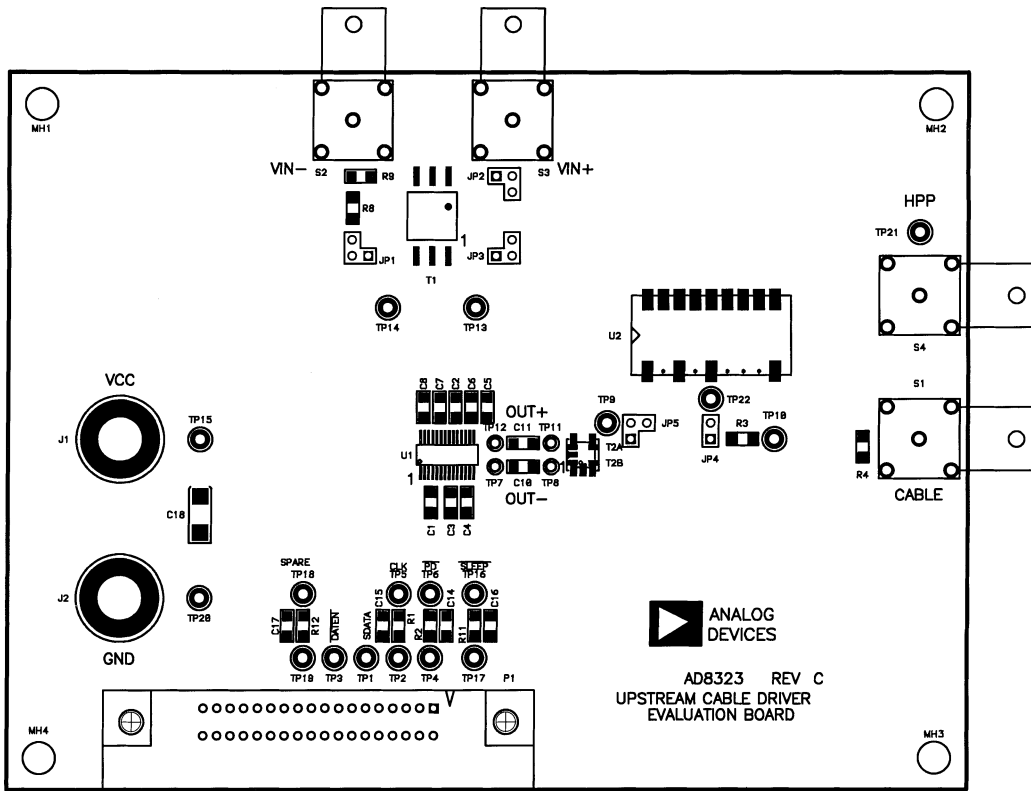 MH1
MH2
VIN-
S2
R9
JP2
S3
VIN+
R8
HPP
TP21
1
JP1
JP3
T1
TP14
TP13
U2
S4
VCC
S1
C8
C7
C2
C6
C5
TP9
TP22
OUT+
TP15
J1
TP12
C11
TP11
JP5
R3
TP10
U1
T2A
1
1
T2B
JP4
R4
TP7
C10
TP8
OUT-
CABLE
C18
C1
C3
C4
SPARE
CLK
PD
SLEEP
TP18
TP5
TP6
TP16
J2
TP20
C17
R12
DATEN
SDATA
C15
R1
R2
C14
R11
C16
ANALOG
DEVICES
GND
TP19
TP3
TP1
TP2
TP4
TP17
P1
AD8323 REV C
UPSTREAM CABLE DRIVER
EVALUATION BOARD
MH4
MH3